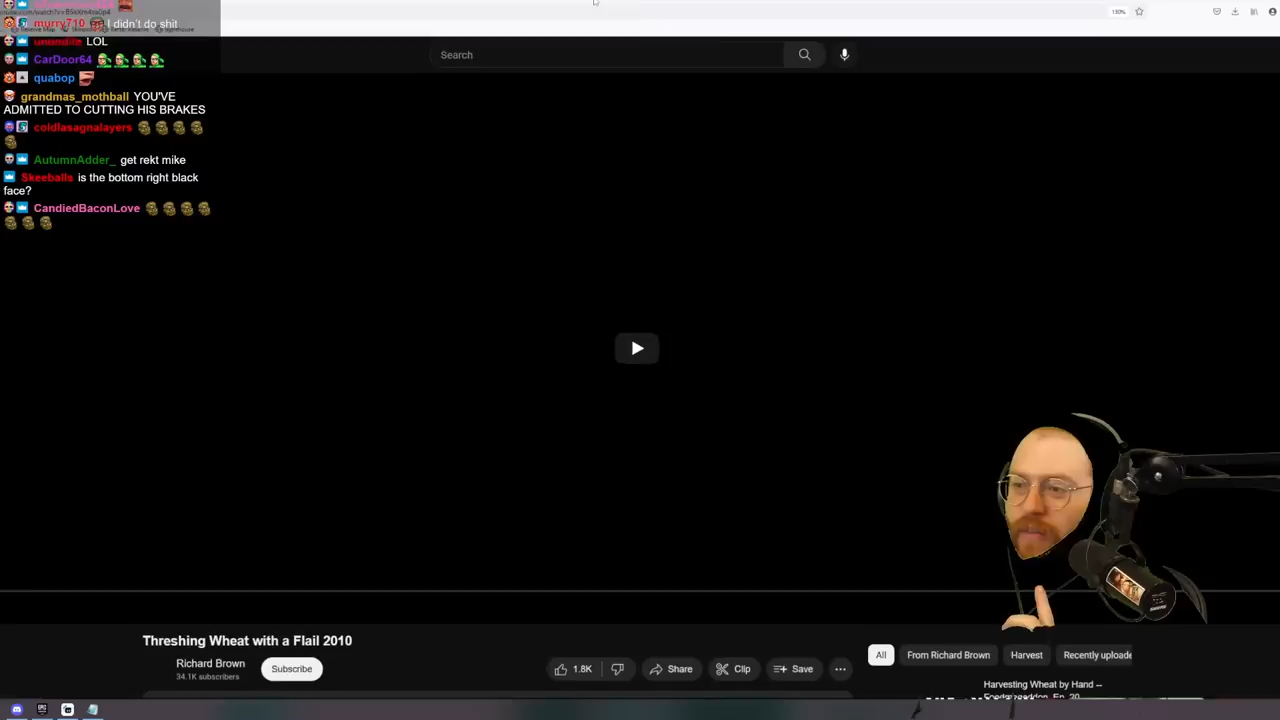 murry710 I didn't do shit
LOL
CarDoor64
quabop
grandmas_mothball YOU'VE
ADMITTED TO CUTTING HIS BRAKES
coldlasagnalayers
AutumnAdder_ get rekt mike
Skeeballs is the bottom right black
face?
CandiedBaconLove
130%
Search
Threshing Wheat with a Flail 2010
Richard Brown
34.1K subscribers
Subscribe
1.8K
Share
Clip
Save
All
From Richard Brown
Harvest
Recently uploade
Harvesting Wheat by Hand --